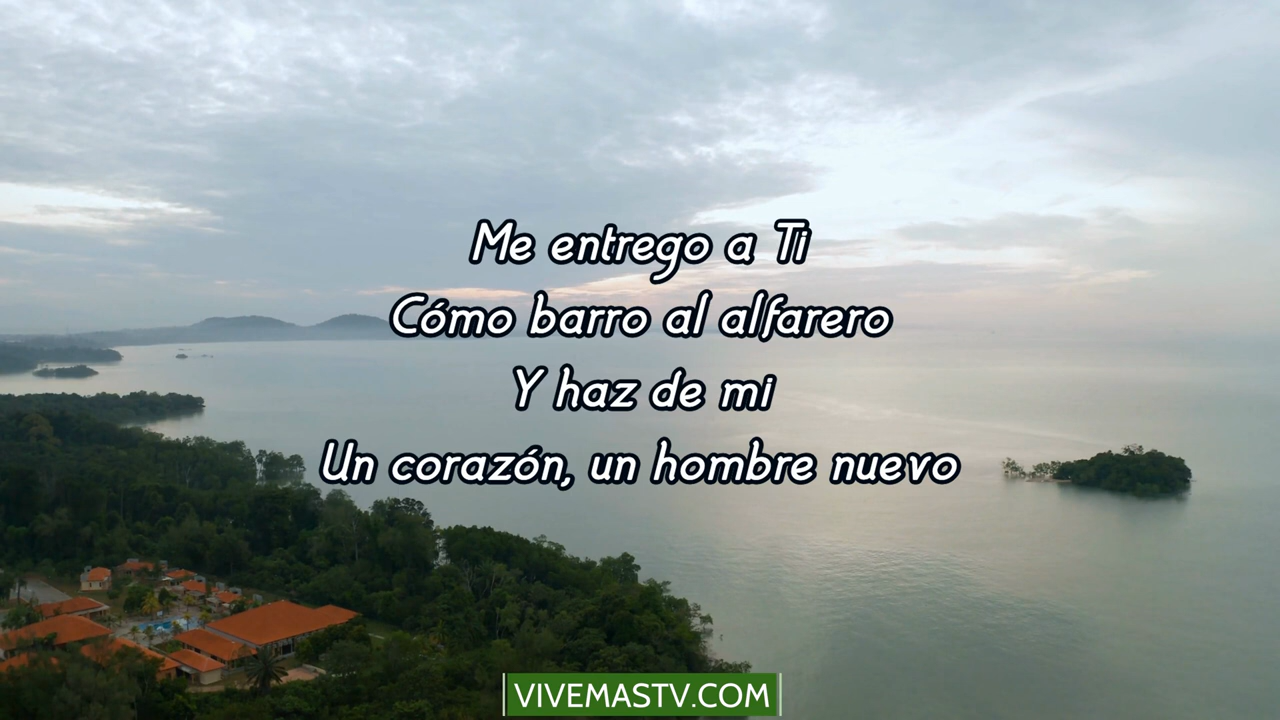 Me entrego a Ti
Cómo barro al alfarero
Y haz de mi
Un corazón, un hombre nuevo
VIVEMASTV.COM